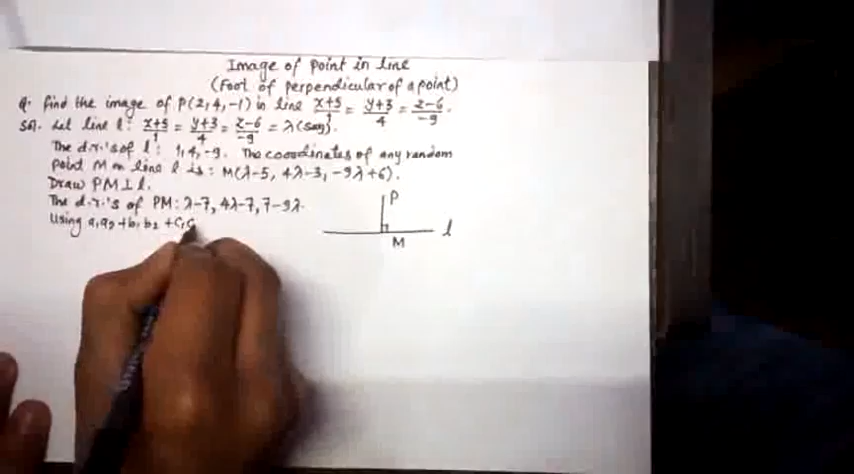 Image of point in line
(Foot of perpendicular of a point)
Q. find the image of P(2,4,-1) in line x+5/1 = y+3/4 = z-6/-9.
Sol. Let line l: x+5/1 = y+3/4 = z-6/-9 = λ(say).
The d.r.'s of l: 1,4,-9. The coordinates of any random
point M on line l is: M(λ-5, 4λ-3, -9λ+6).
Draw PM⊥l.
The d.r.'s of PM: λ-7, 4λ-7, 7-9λ.
Using a₁a₂+b₁b₂+c₁c
P
l
M